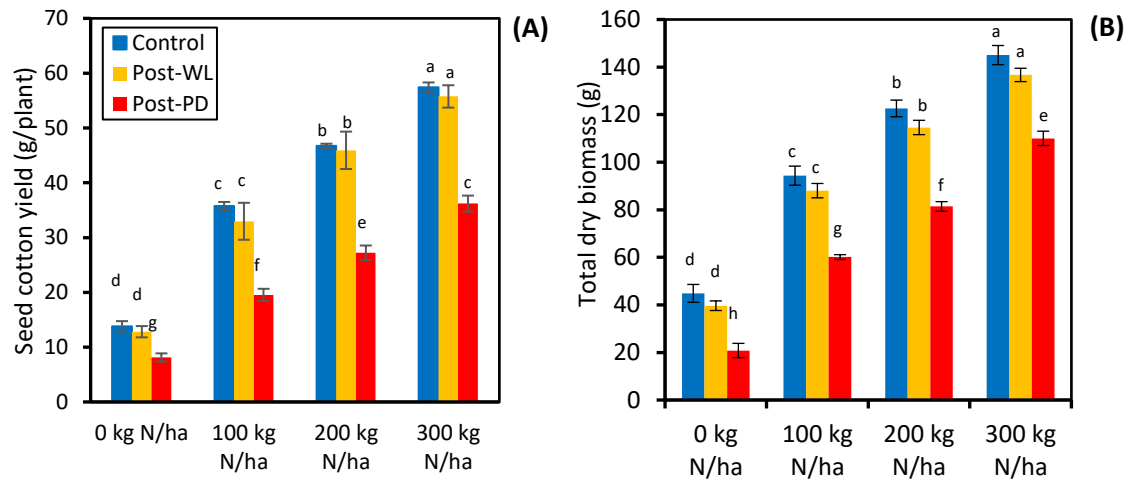 (A)
Seed cotton yield (g/plant)
70
60
50
40
30
20
10
0
Control
Post-WL
Post-PD
d d g
c c f
b b e
a a c
0 kg N/ha
100 kg
N/ha
200 kg
N/ha
300 kg
N/ha
(B)
Total dry biomass (g)
160
140
120
100
80
60
40
20
0
d d h
c c g
b b f
a a e
0 kg
N/ha
100 kg
N/ha
200 kg
N/ha
300 kg
N/ha